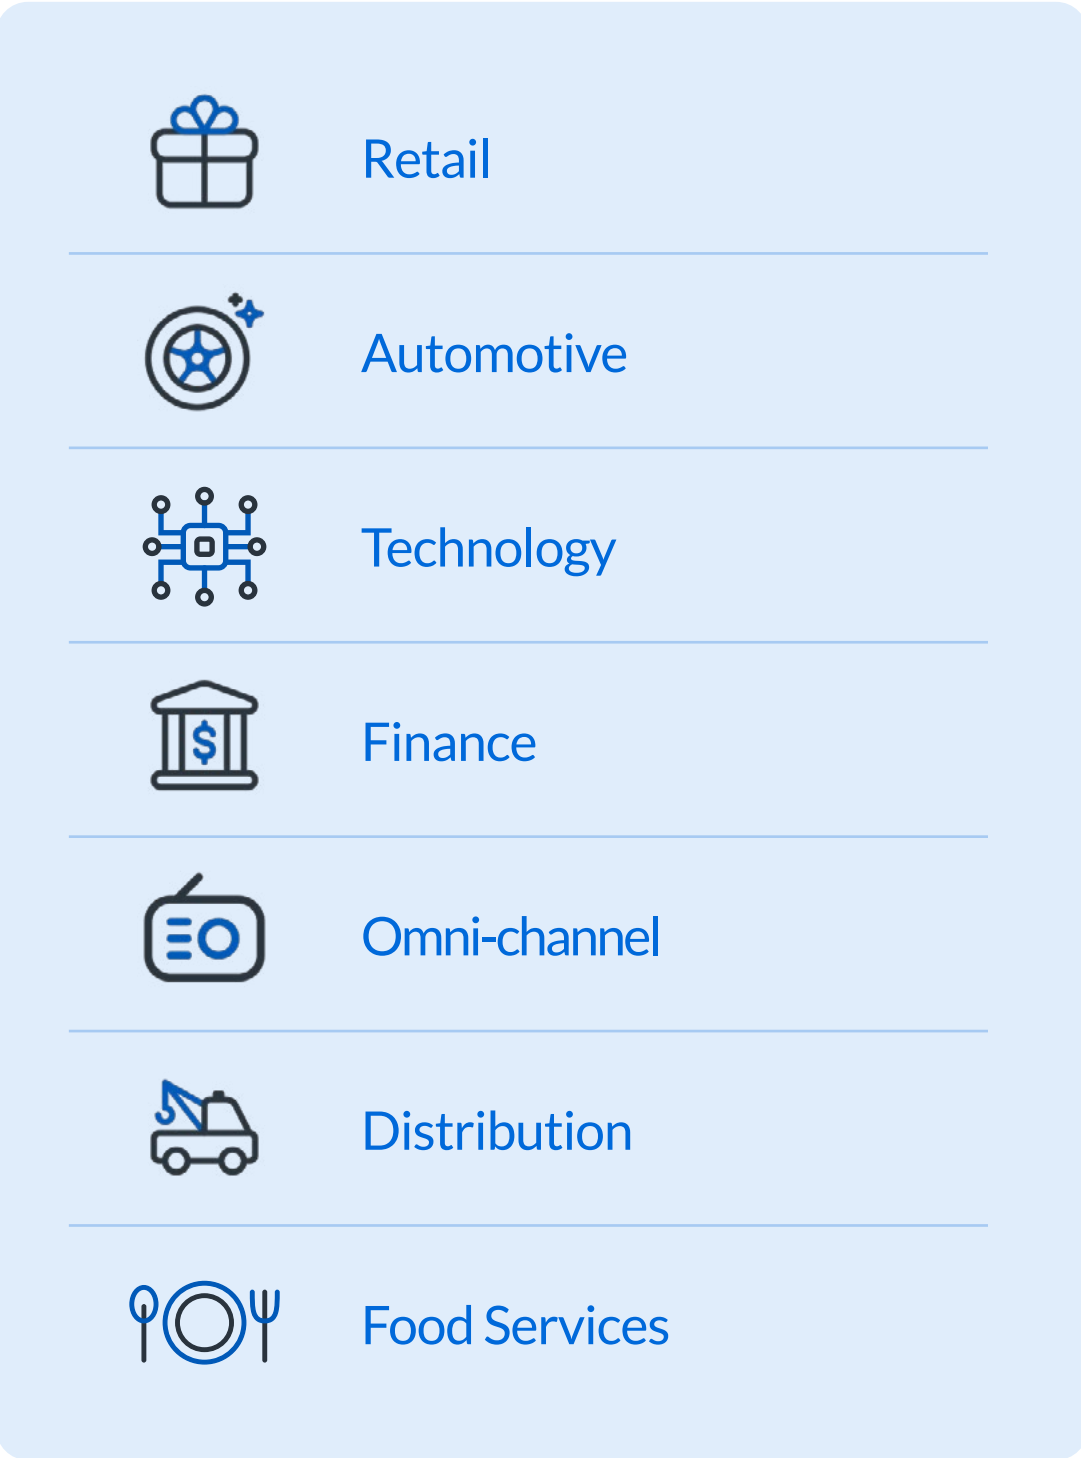 Retail
Automotive
Technology
Finance
Omni-channel
Distribution
Food Services